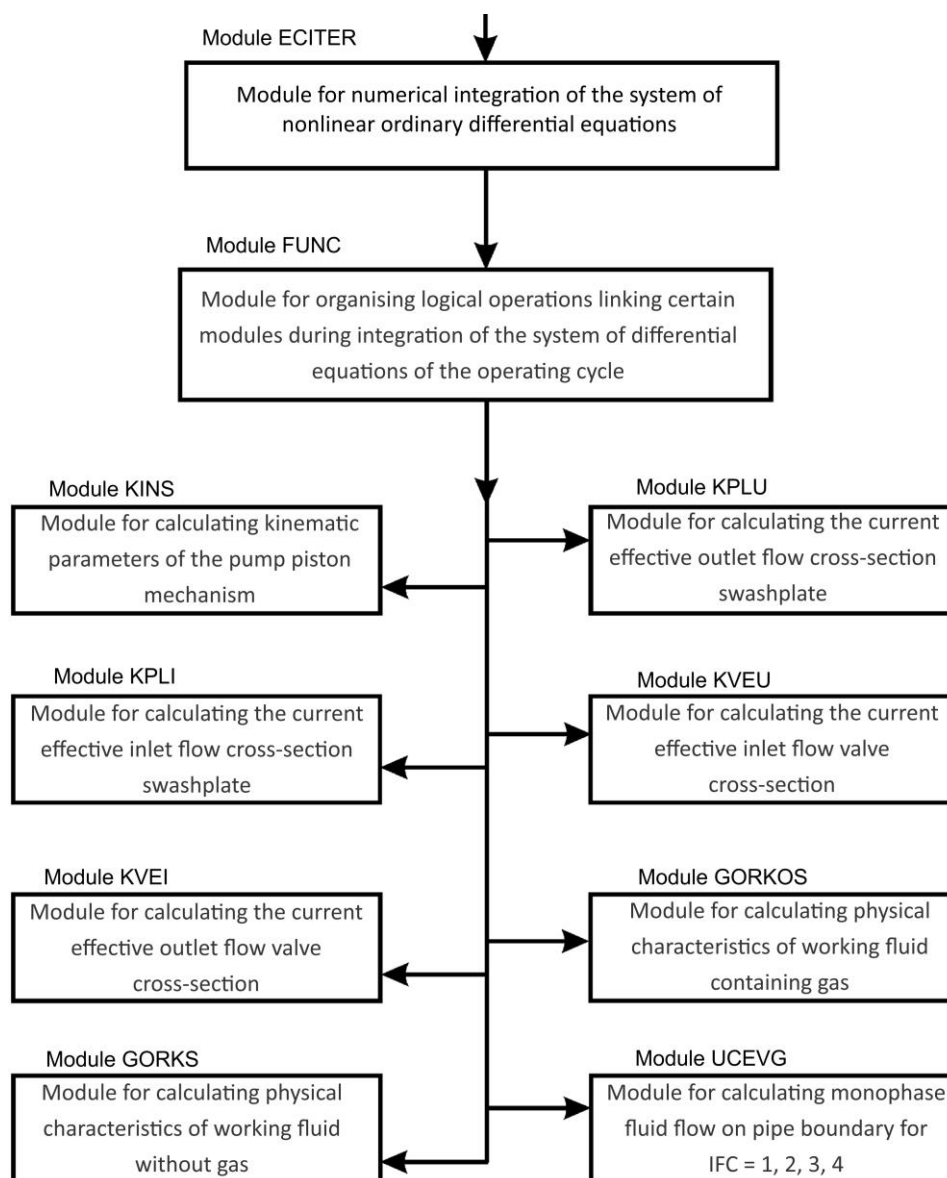 Module ECITER
Module for numerical integration of the system of
nonlinear ordinary differential equations
Module FUNC
Module for organising logical operations linking certain
modules during integration of the system of differential
equations of the operating cycle
Module KINS
Module for calculating kinematic
parameters of the pump piston
mechanism
Module KPLU
Module for calculating the current
effective outlet flow cross-section
swashplate
Module KPLI
Module for calculating the current
effective inlet flow cross-section
swashplate
Module KVEU
Module for calculating the current
effective inlet flow valve
cross-section
Module KVEI
Module for calculating the current
effective outlet flow valve
cross-section
Module GORKOS
Module for calculating physical
characteristics of working fluid
containing gas
Module GORKS
Module for calculating physical
characteristics of working fluid
without gas
Module UCEVG
Module for calculating monophase
fluid flow on pipe boundary for
IFC = 1, 2, 3, 4